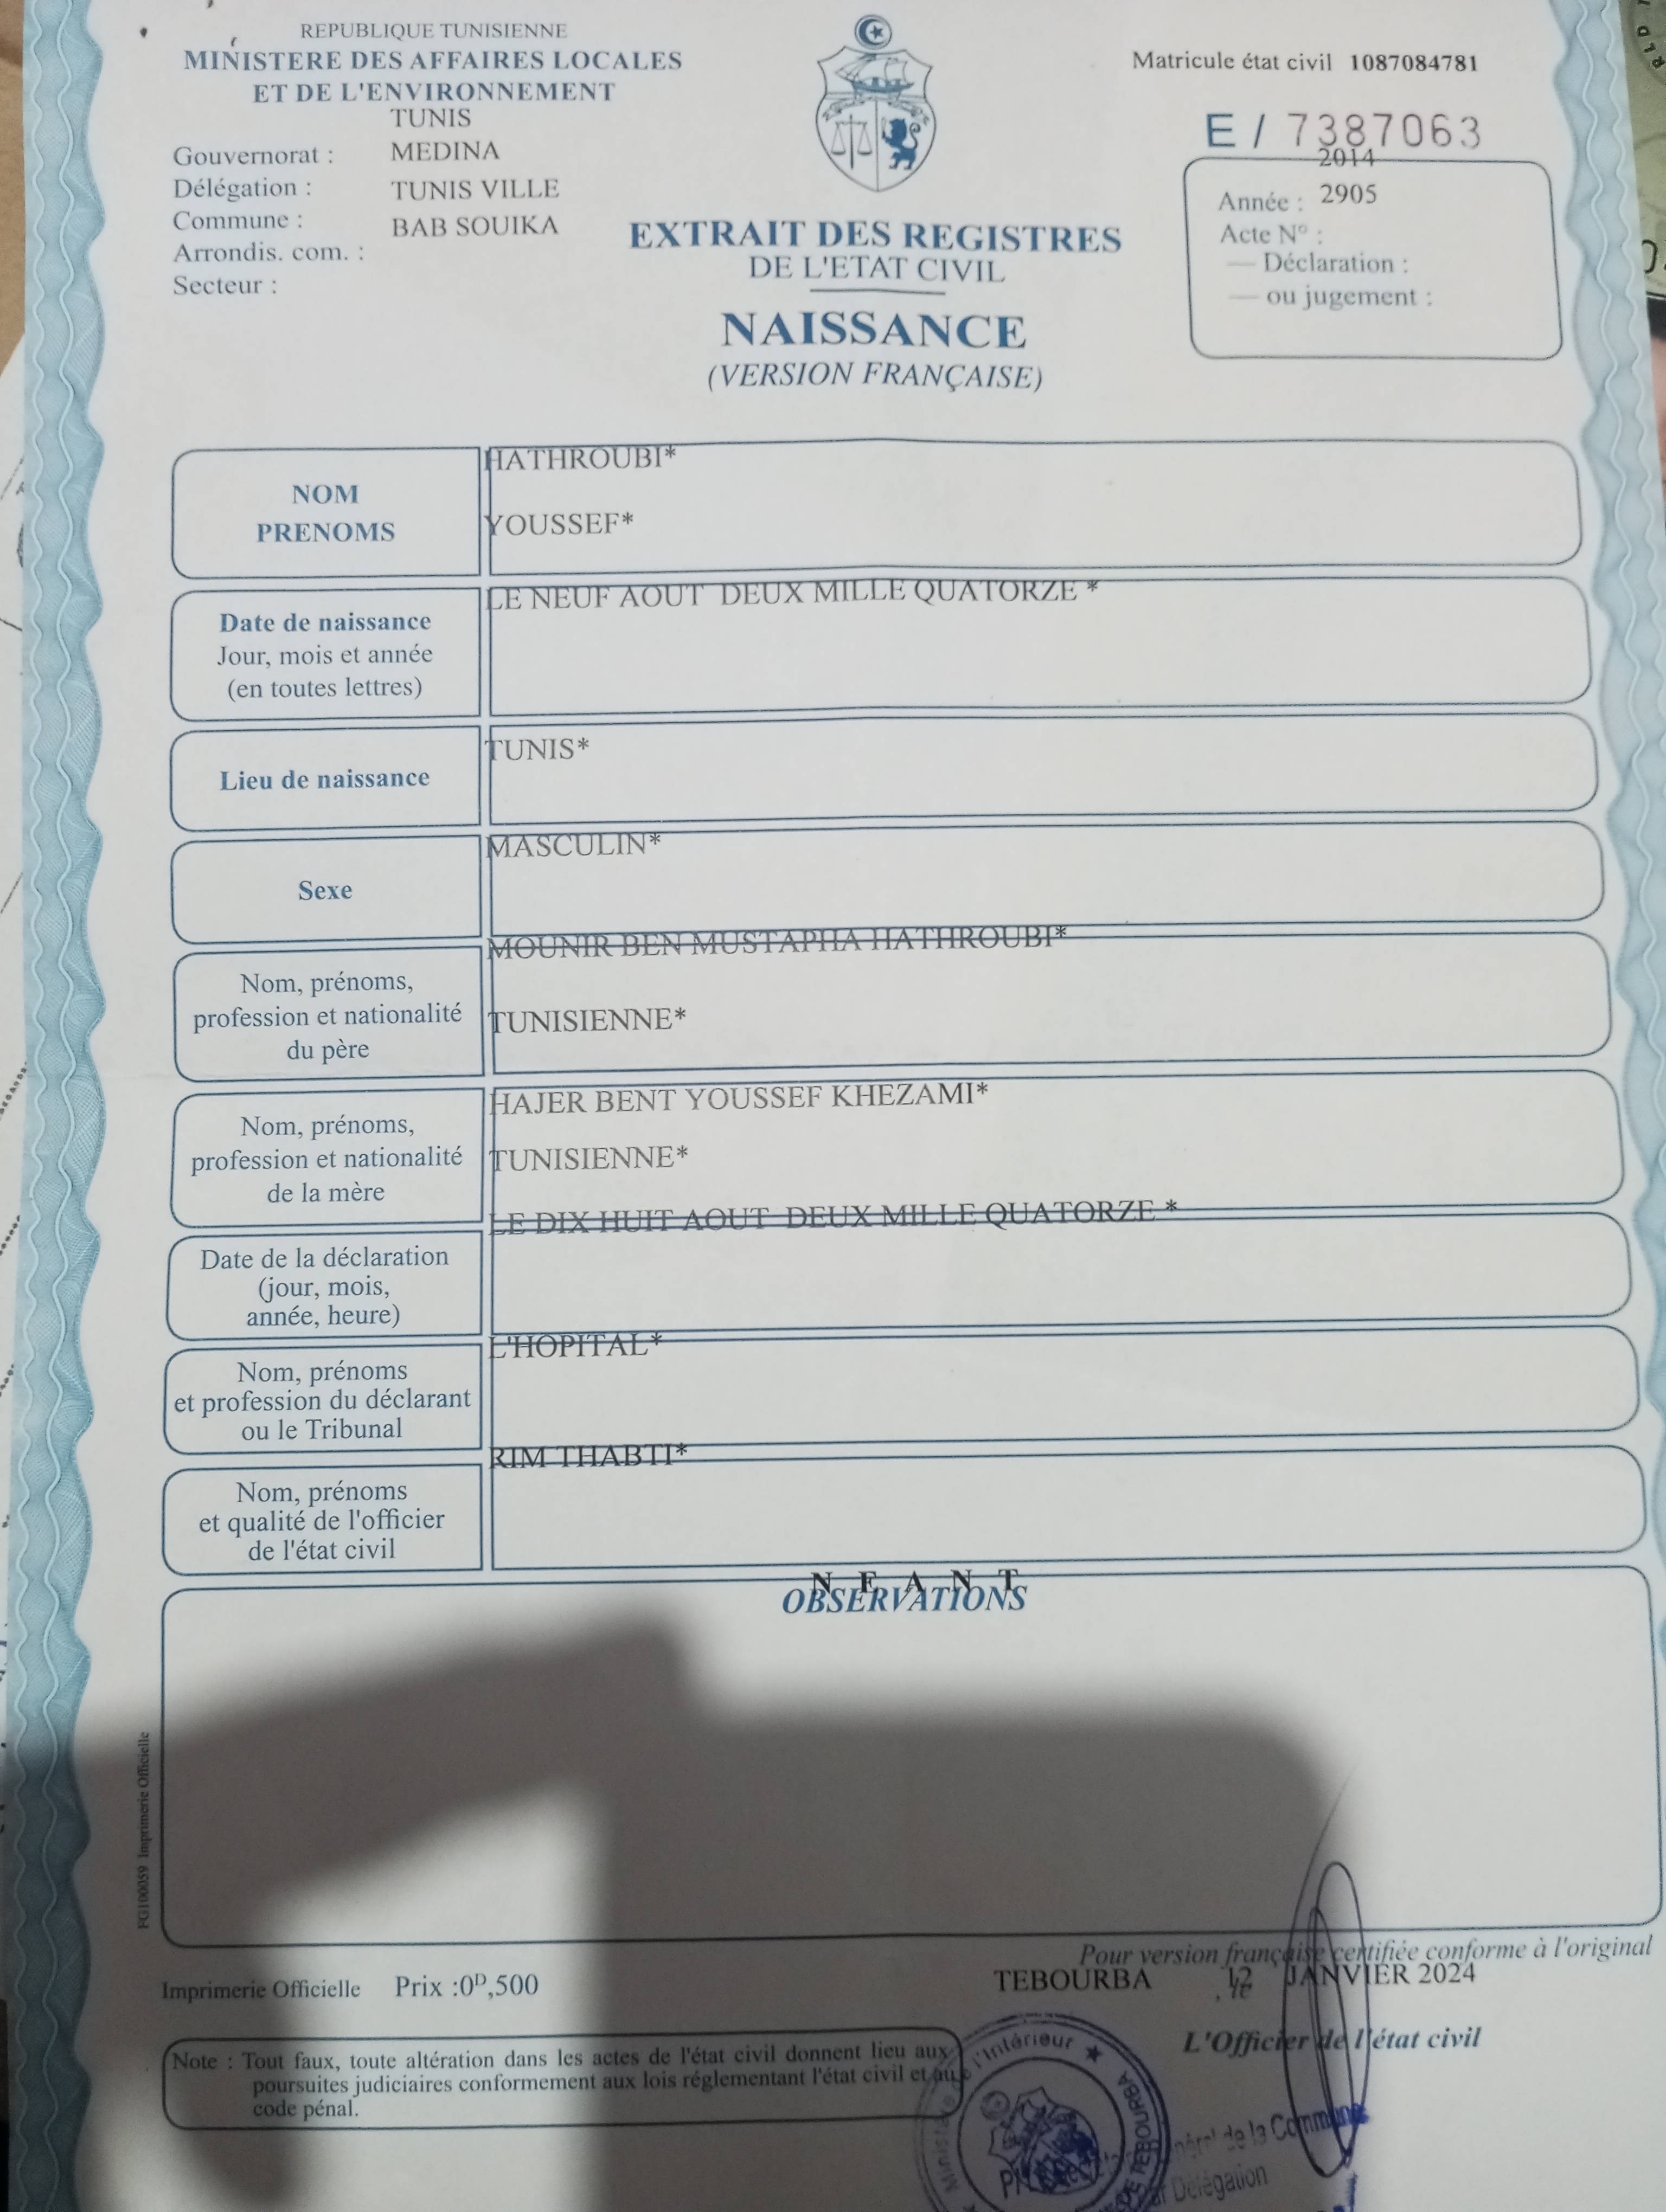 REPUBLIQUE TUNISIENNE
MINISTERE DES AFFAIRES LOCALES
ET DE L'ENVIRONNEMENT
TUNIS
Gouvernorat : MEDINA
Délégation : TUNIS VILLE
Commune : BAB SOUIKA
Arrondis. com. :
Secteur :
EXTRAIT DES REGISTRES
DE L'ETAT CIVIL
NAISSANCE
(VERSION FRANÇAISE)
Matricule état civil 1087084781
E / 7387063
2014
Année : 2905
Acte N° :
— Déclaration :
— ou jugement :
NOM
PRENOMS
HATHROUBI*
YOUSSEF*
Date de naissance
Jour, mois et année
(en toutes lettres)
LE NEUF AOUT DEUX MILLE QUATORZE *
Lieu de naissance
TUNIS*
Sexe
MASCULIN*
Nom, prénoms,
profession et nationalité
du père
MOUNIR BEN MUSTAPHA HATHROUBI*
TUNISIENNE*
Nom, prénoms,
profession et nationalité
de la mère
HAJER BENT YOUSSEF KHEZAMI*
TUNISIENNE*
Date de la déclaration
(jour, mois,
année, heure)
LE DIX HUIT AOUT DEUX MILLE QUATORZE *
Nom, prénoms
et profession du déclarant
ou le Tribunal
L'HOPITAL*
Nom, prénoms
et qualité de l'officier
de l'état civil
RIM THABTI*
N E A N T
OBSERVATIONS
FG100059 Imprimerie Officielle
Pour version française certifiée conforme à l'original
TEBOURBA 12 JANVIER 2024
, le
Imprimerie Officielle Prix :0D,500
L'Officier de l'état civil
Note : Tout faux, toute altération dans les actes de l'état civil donnent lieu aux
poursuites judiciaires conformement aux lois réglementant l'état civil et au
code pénal.
l'Intérieur
DE TEBOURBA
de la Commune
Délégation